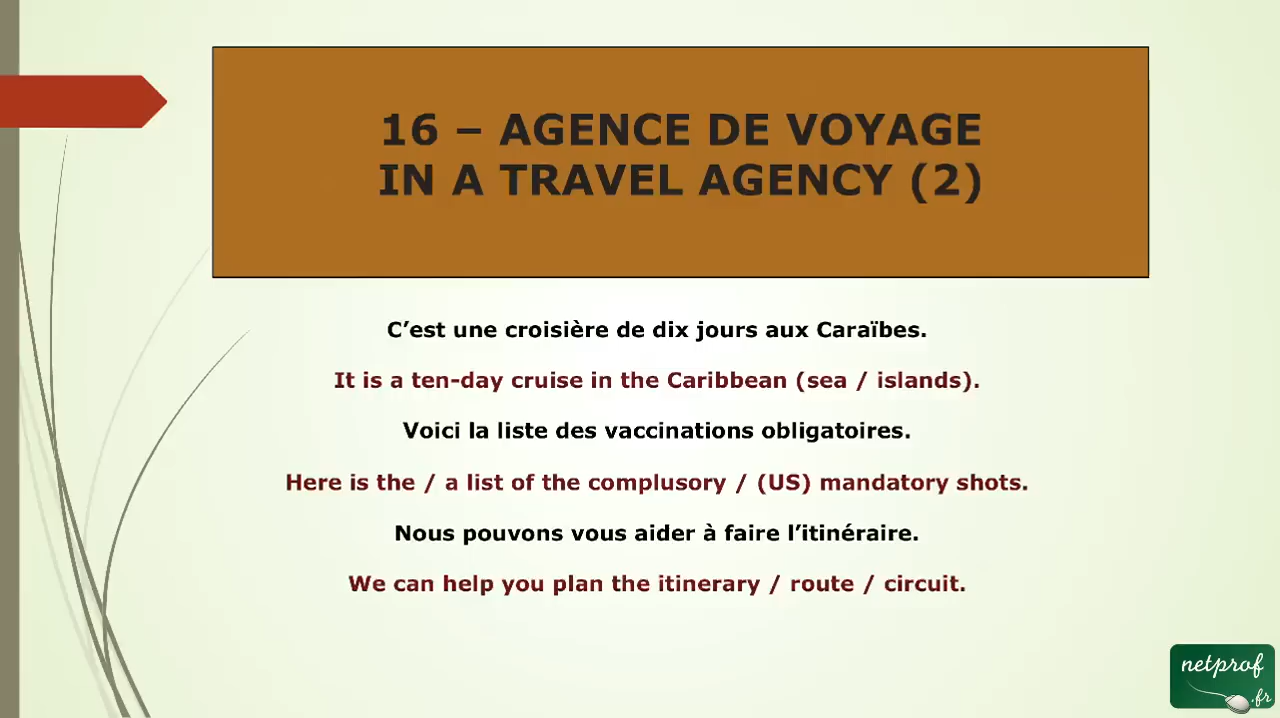 16 – AGENCE DE VOYAGE
IN A TRAVEL AGENCY (2)
C’est une croisière de dix jours aux Caraïbes.
It is a ten-day cruise in the Caribbean (sea / islands).
Voici la liste des vaccinations obligatoires.
Here is the / a list of the complusory / (US) mandatory shots.
Nous pouvons vous aider à faire l’itinéraire.
We can help you plan the itinerary / route / circuit.
netprof
.fr